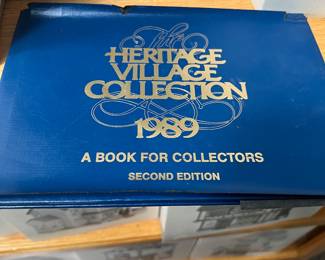 The
HERITAGE
VILLAGE
COLLECTION
1989
A BOOK FOR COLLECTORS
SECOND EDITION